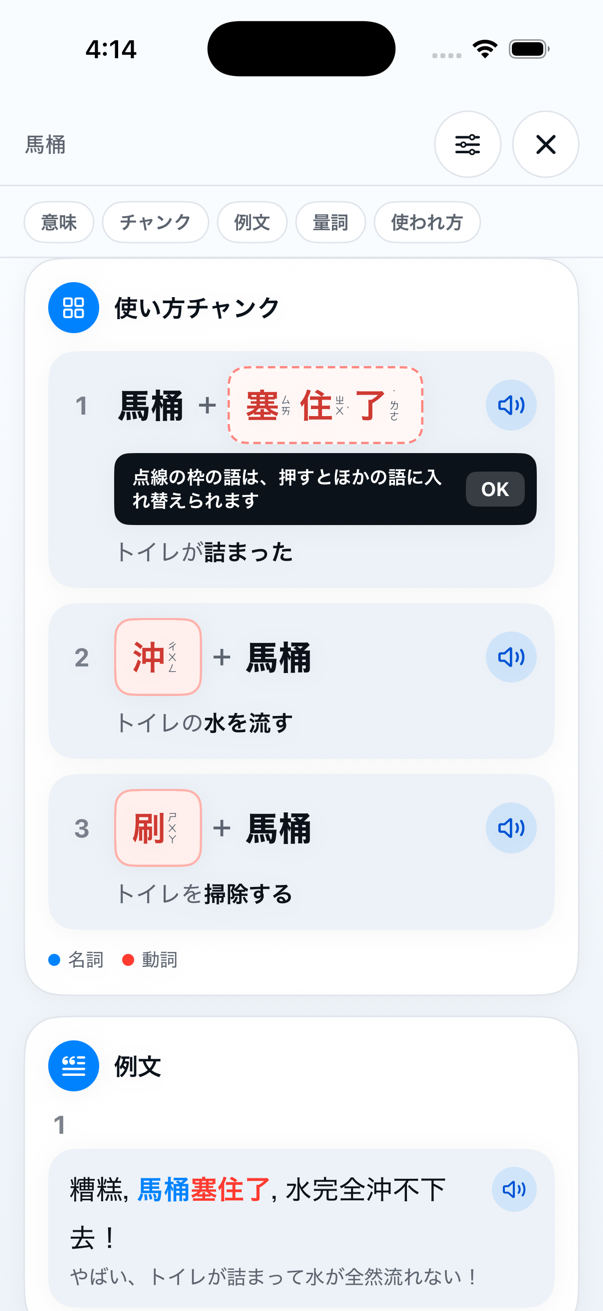 4:14
馬桶
意味
チャンク
例文
量詞
使われ方
使い方チャンク
1 馬桶 + 塞ㄙㄞ住ㄓㄨˋ了˙ㄌㄜ
点線の枠の語は、押すとほかの語に入
れ替えられます
OK
トイレが詰まった
2 沖ㄔㄨㄥ + 馬桶
トイレの水を流す
3 刷ㄕㄨㄚ + 馬桶
トイレを掃除する
名詞 動詞
例文
1
糟糕, 馬桶塞住了, 水完全沖不下
去！
やばい、トイレが詰まって水が全然流れない！